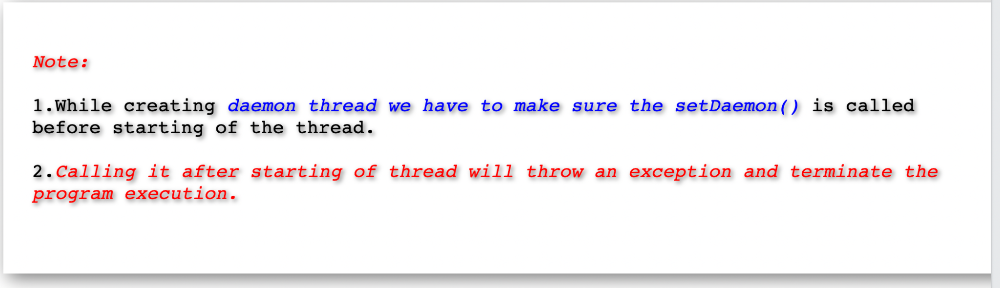 Note:
1.While creating daemon thread we have to make sure the setDaemon() is called
before starting of the thread.
2.Calling it after starting of thread will throw an exception and terminate the
program execution.